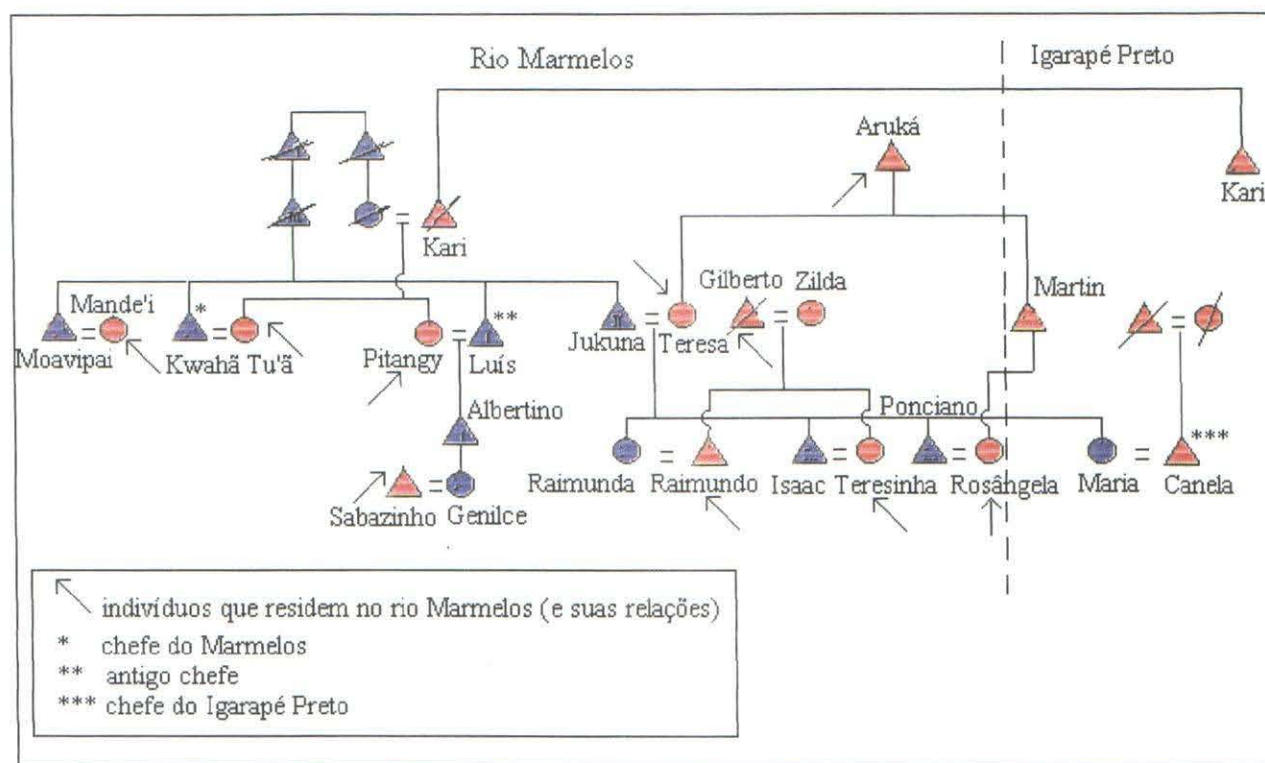 Rio Marmelos
Igarapé Preto
Aruká
Kari
Kari
Mande'i
*
**
Gilberto
Zilda
Martin
Moavipai
Kwahã Tu'ã
Pitangy
Luís
Jukuna
Teresa
Albertino
Ponciano
***
Raimunda
Raimundo
Isaac
Teresinha
Rosângela
Maria
Canela
Sabazinho
Genilce
indivíduos que residem no rio Marmelos (e suas relações)
* chefe do Marmelos
** antigo chefe
*** chefe do Igarapé Preto